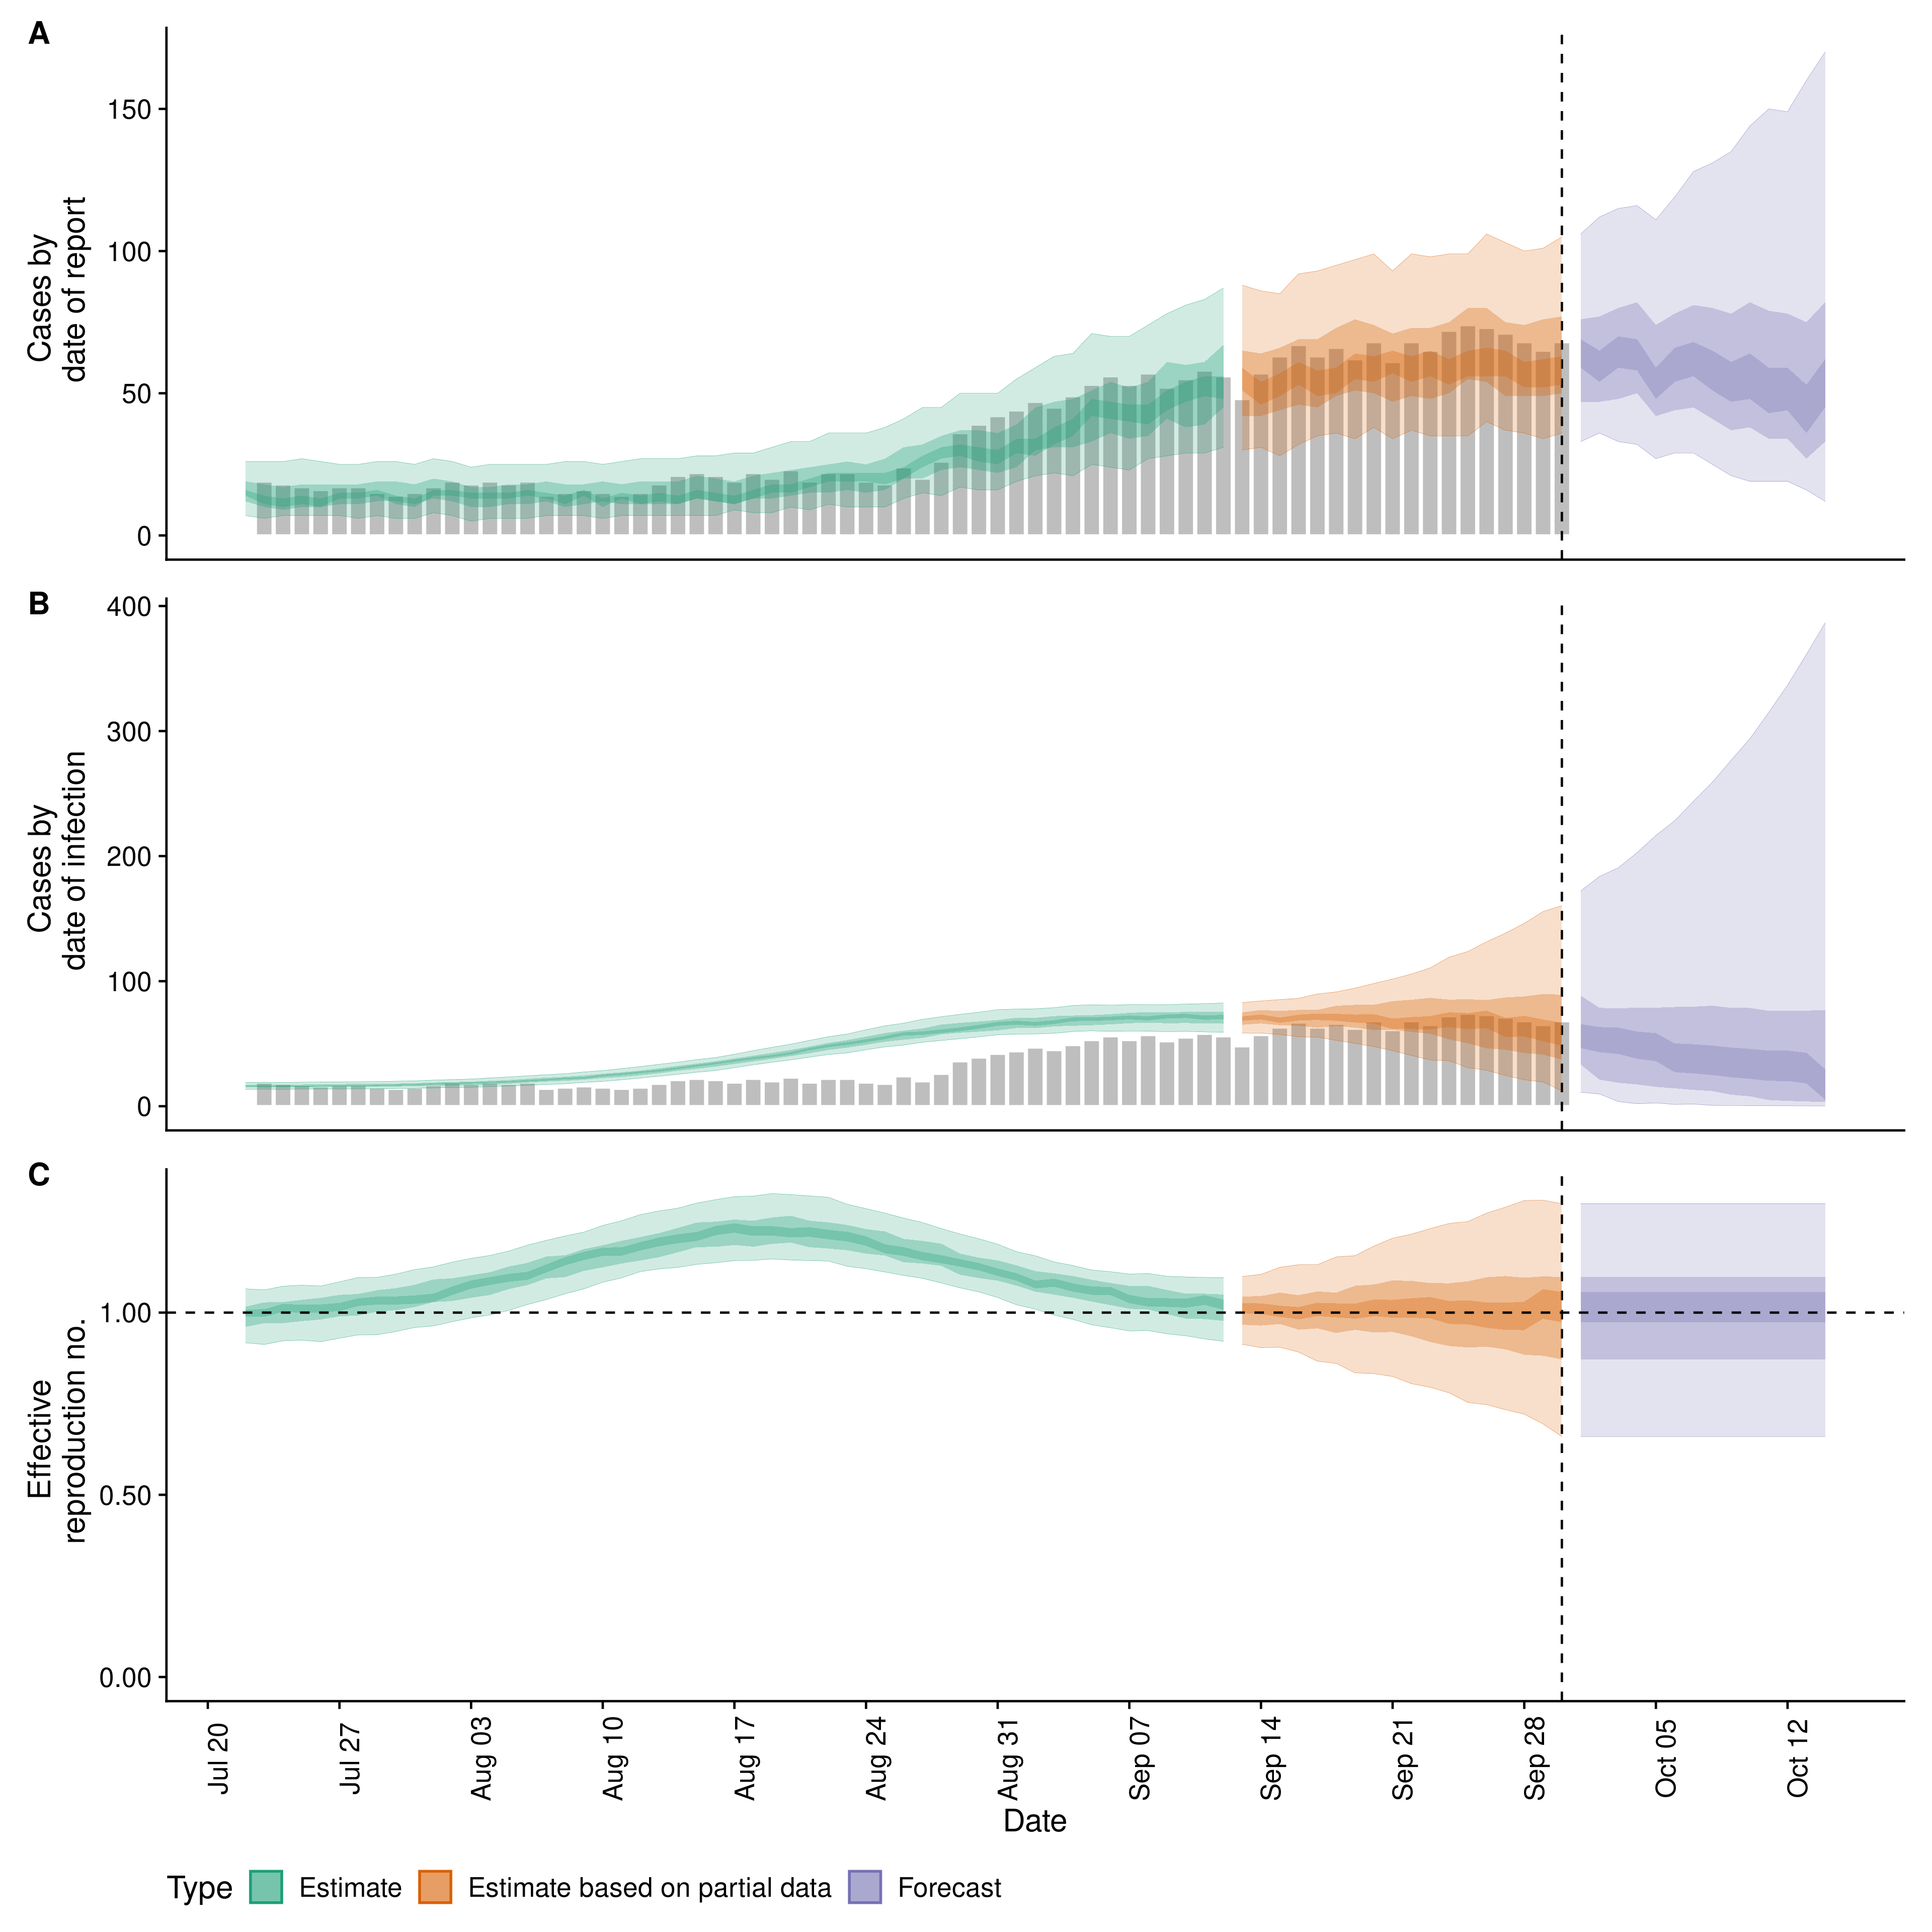 A
Cases by
date of report
150
100
50
0
B
Cases by
date of infection
400
300
200
100
0
C
Effective
reproduction no.
1.00
0.50
0.00
Jul 20
Jul 27
Aug 03
Aug 10
Aug 17
Aug 24
Aug 31
Sep 07
Sep 14
Sep 21
Sep 28
Oct 05
Oct 12
Date
Type Estimate Estimate based on partial data Forecast